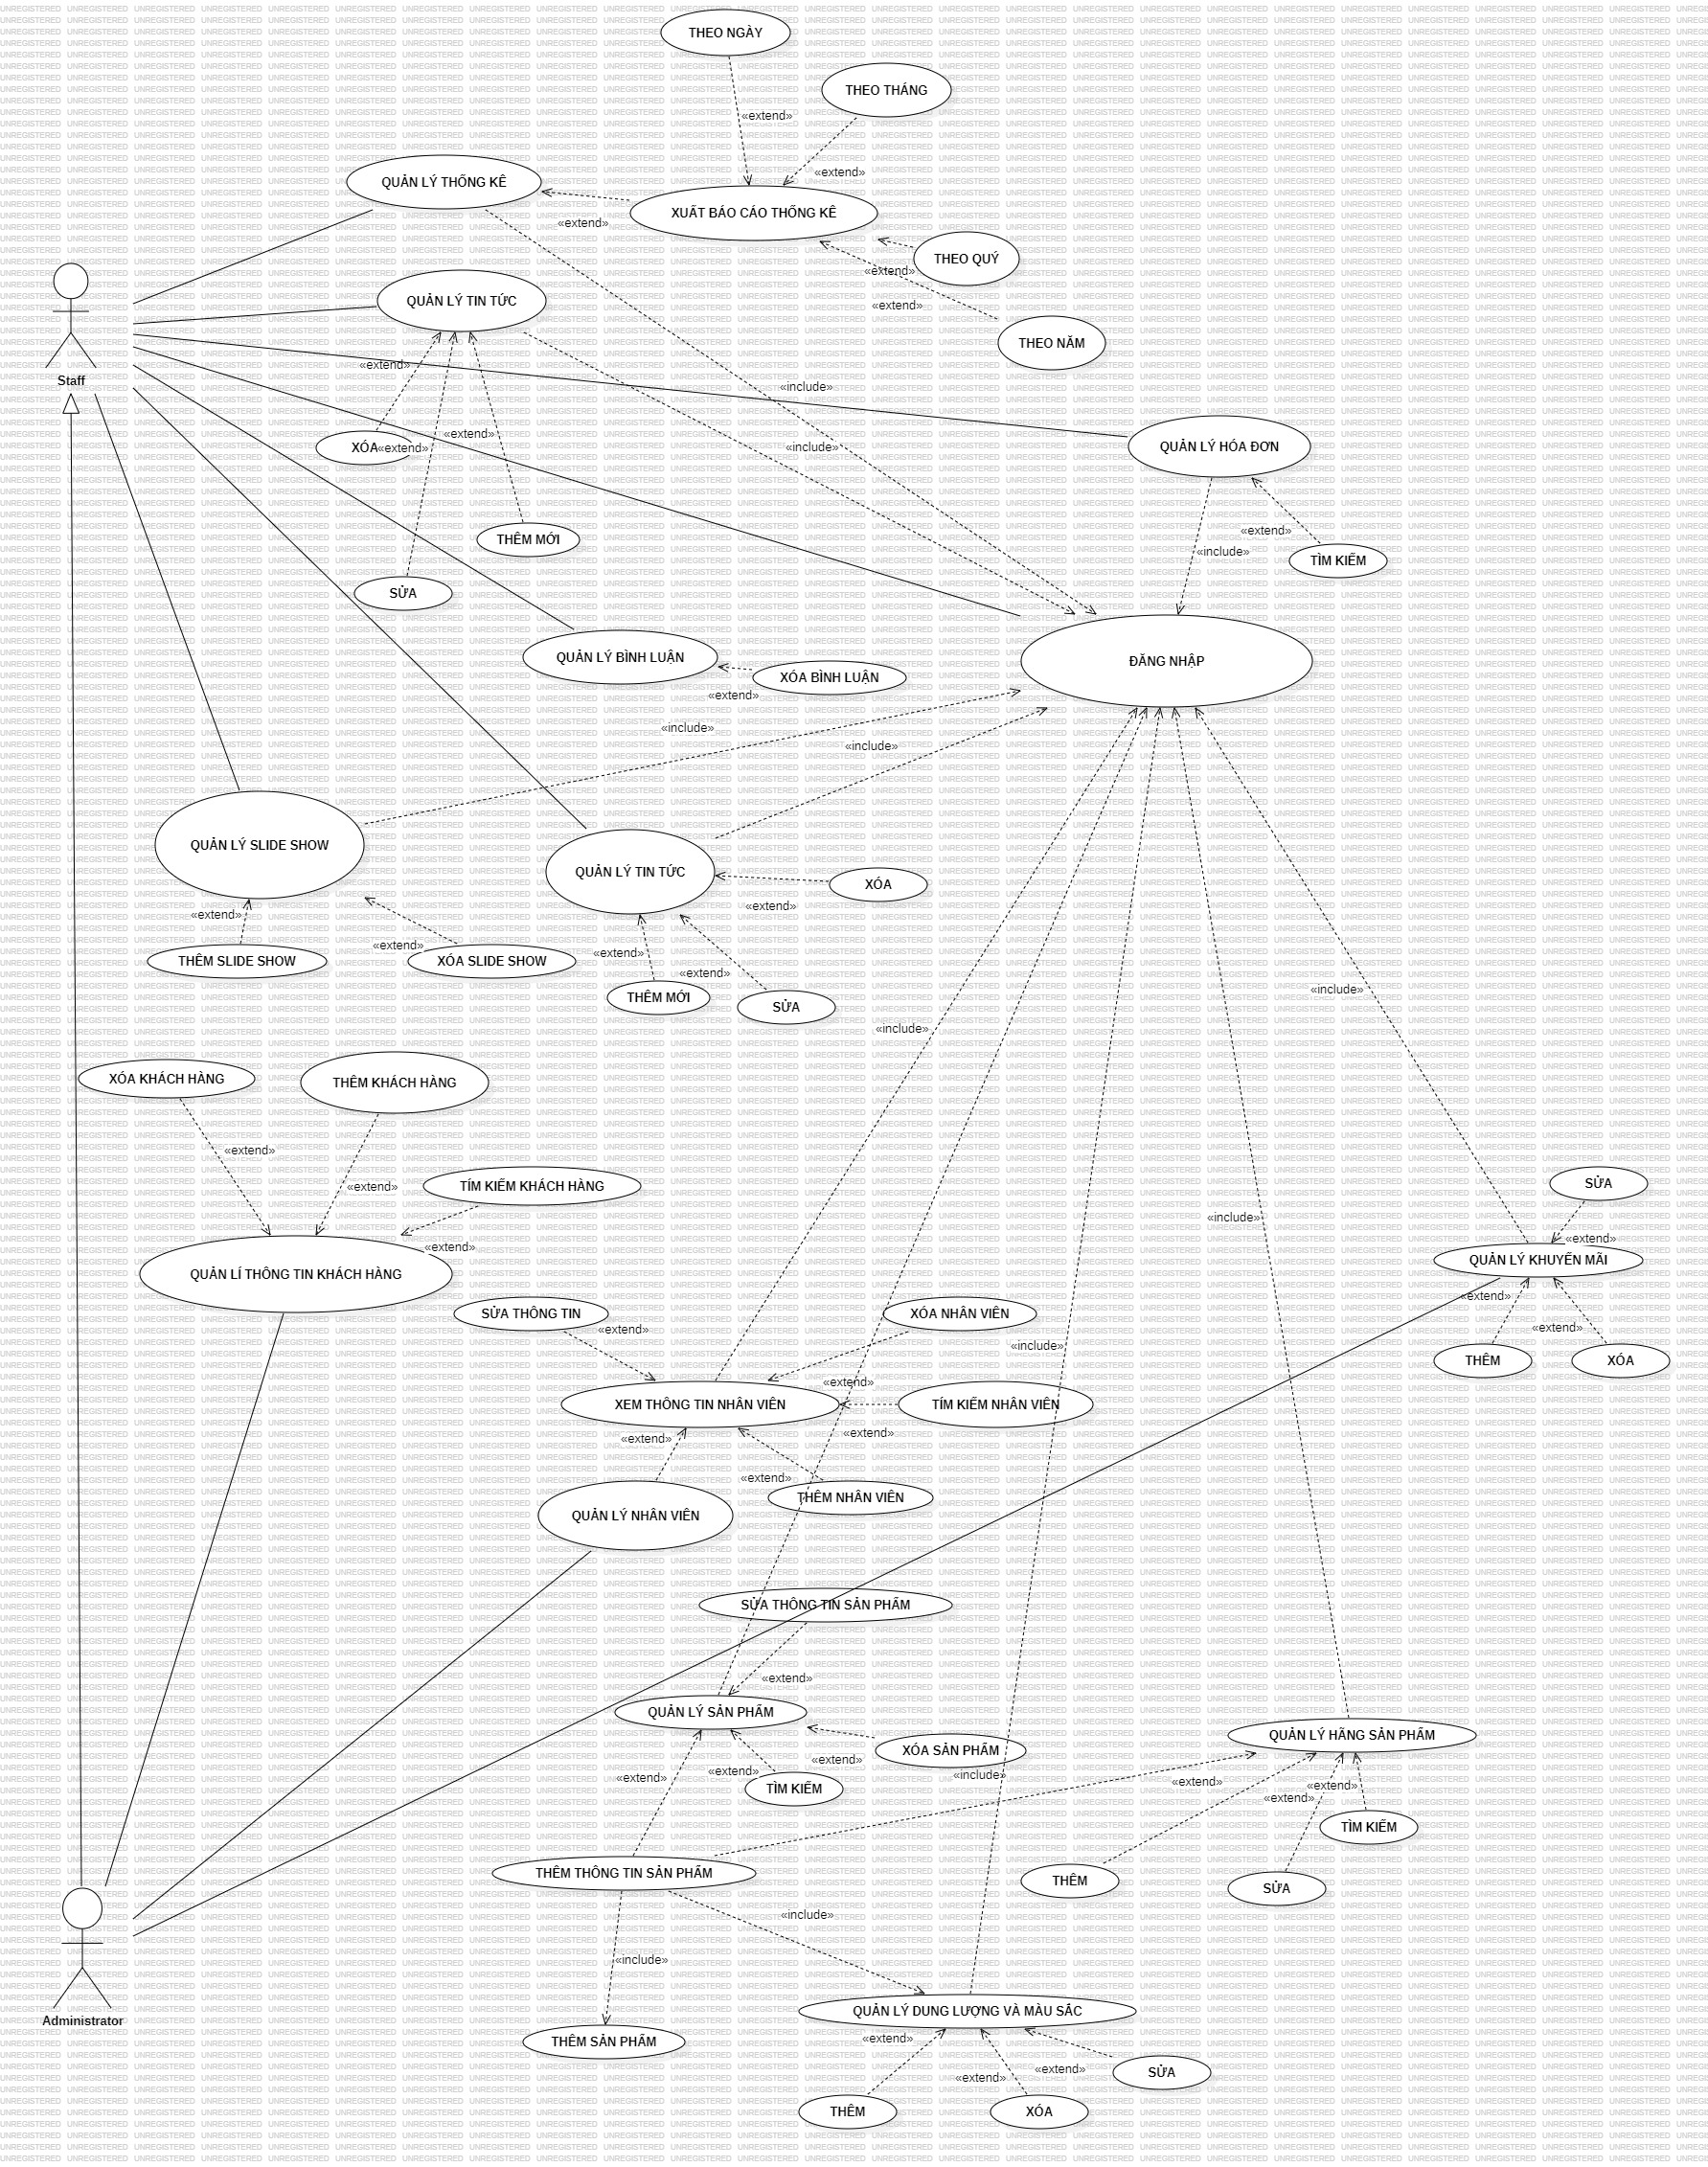 THEO NGÀY
THEO THÁNG
«extend»
«extend»
QUẢN LÝ THỐNG KÊ
XUẤT BÁO CÁO THỐNG KÊ
«extend»
THEO QUÝ
«extend»
QUẢN LÝ TIN TỨC
«extend»
THEO NĂM
Staff
«extend»
«include»
«extend»
XÓA
«extend»
«include»
QUẢN LÝ HÓA ĐƠN
«extend»
THÊM MỚI
«include»
TÌM KIẾM
SỬA
QUẢN LÝ BÌNH LUẬN
ĐĂNG NHẬP
XÓA BÌNH LUẬN
«extend»
«include»
«include»
QUẢN LÝ SLIDE SHOW
QUẢN LÝ TIN TỨC
XÓA
«extend»
«extend»
«extend»
«extend»
THÊM SLIDE SHOW
XÓA SLIDE SHOW
«extend»
THÊM MỚI
SỬA
«include»
«include»
XÓA KHÁCH HÀNG
THÊM KHÁCH HÀNG
«extend»
«extend»
TÍM KIẾM KHÁCH HÀNG
SỬA
«include»
«extend»
«extend»
QUẢN LÍ THÔNG TIN KHÁCH HÀNG
QUẢN LÝ KHUYẾN MÃI
«extend»
SỬA THÔNG TIN
XÓA NHÂN VIÊN
«extend»
«extend»
«include»
THÊM
XÓA
«extend»
XEM THÔNG TIN NHÂN VIÊN
TÍM KIẾM NHÂN VIÊN
«extend»
«extend»
«extend»
THÊM NHÂN VIÊN
QUẢN LÝ NHÂN VIÊN
SỬA THÔNG TIN SẢN PHẨM
«extend»
QUẢN LÝ SẢN PHẨM
QUẢN LÝ HÃNG SẢN PHẨM
XÓA SẢN PHẨM
«extend»
«extend»
«extend»
«include»
«extend»
«extend»
«extend»
TÌM KIẾM
TÌM KIẾM
THÊM THÔNG TIN SẢN PHẨM
THÊM
SỬA
«include»
«include»
QUẢN LÝ DUNG LƯỢNG VÀ MÀU SẮC
Administrator
«extend»
THÊM SẢN PHẨM
«extend»
SỬA
«extend»
THÊM
XÓA
UNREGISTERED